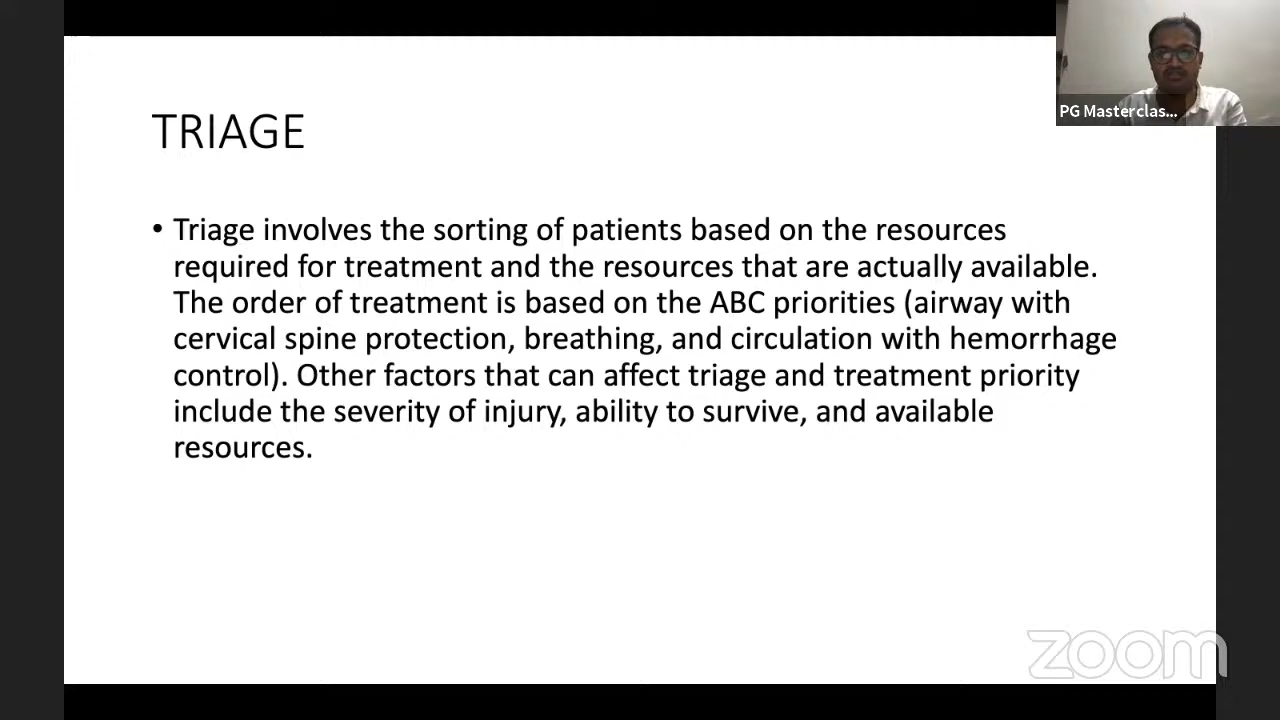 PG Masterclas...
TRIAGE
• Triage involves the sorting of patients based on the resources
required for treatment and the resources that are actually available.
The order of treatment is based on the ABC priorities (airway with
cervical spine protection, breathing, and circulation with hemorrhage
control). Other factors that can affect triage and treatment priority
include the severity of injury, ability to survive, and available
resources.
zoom